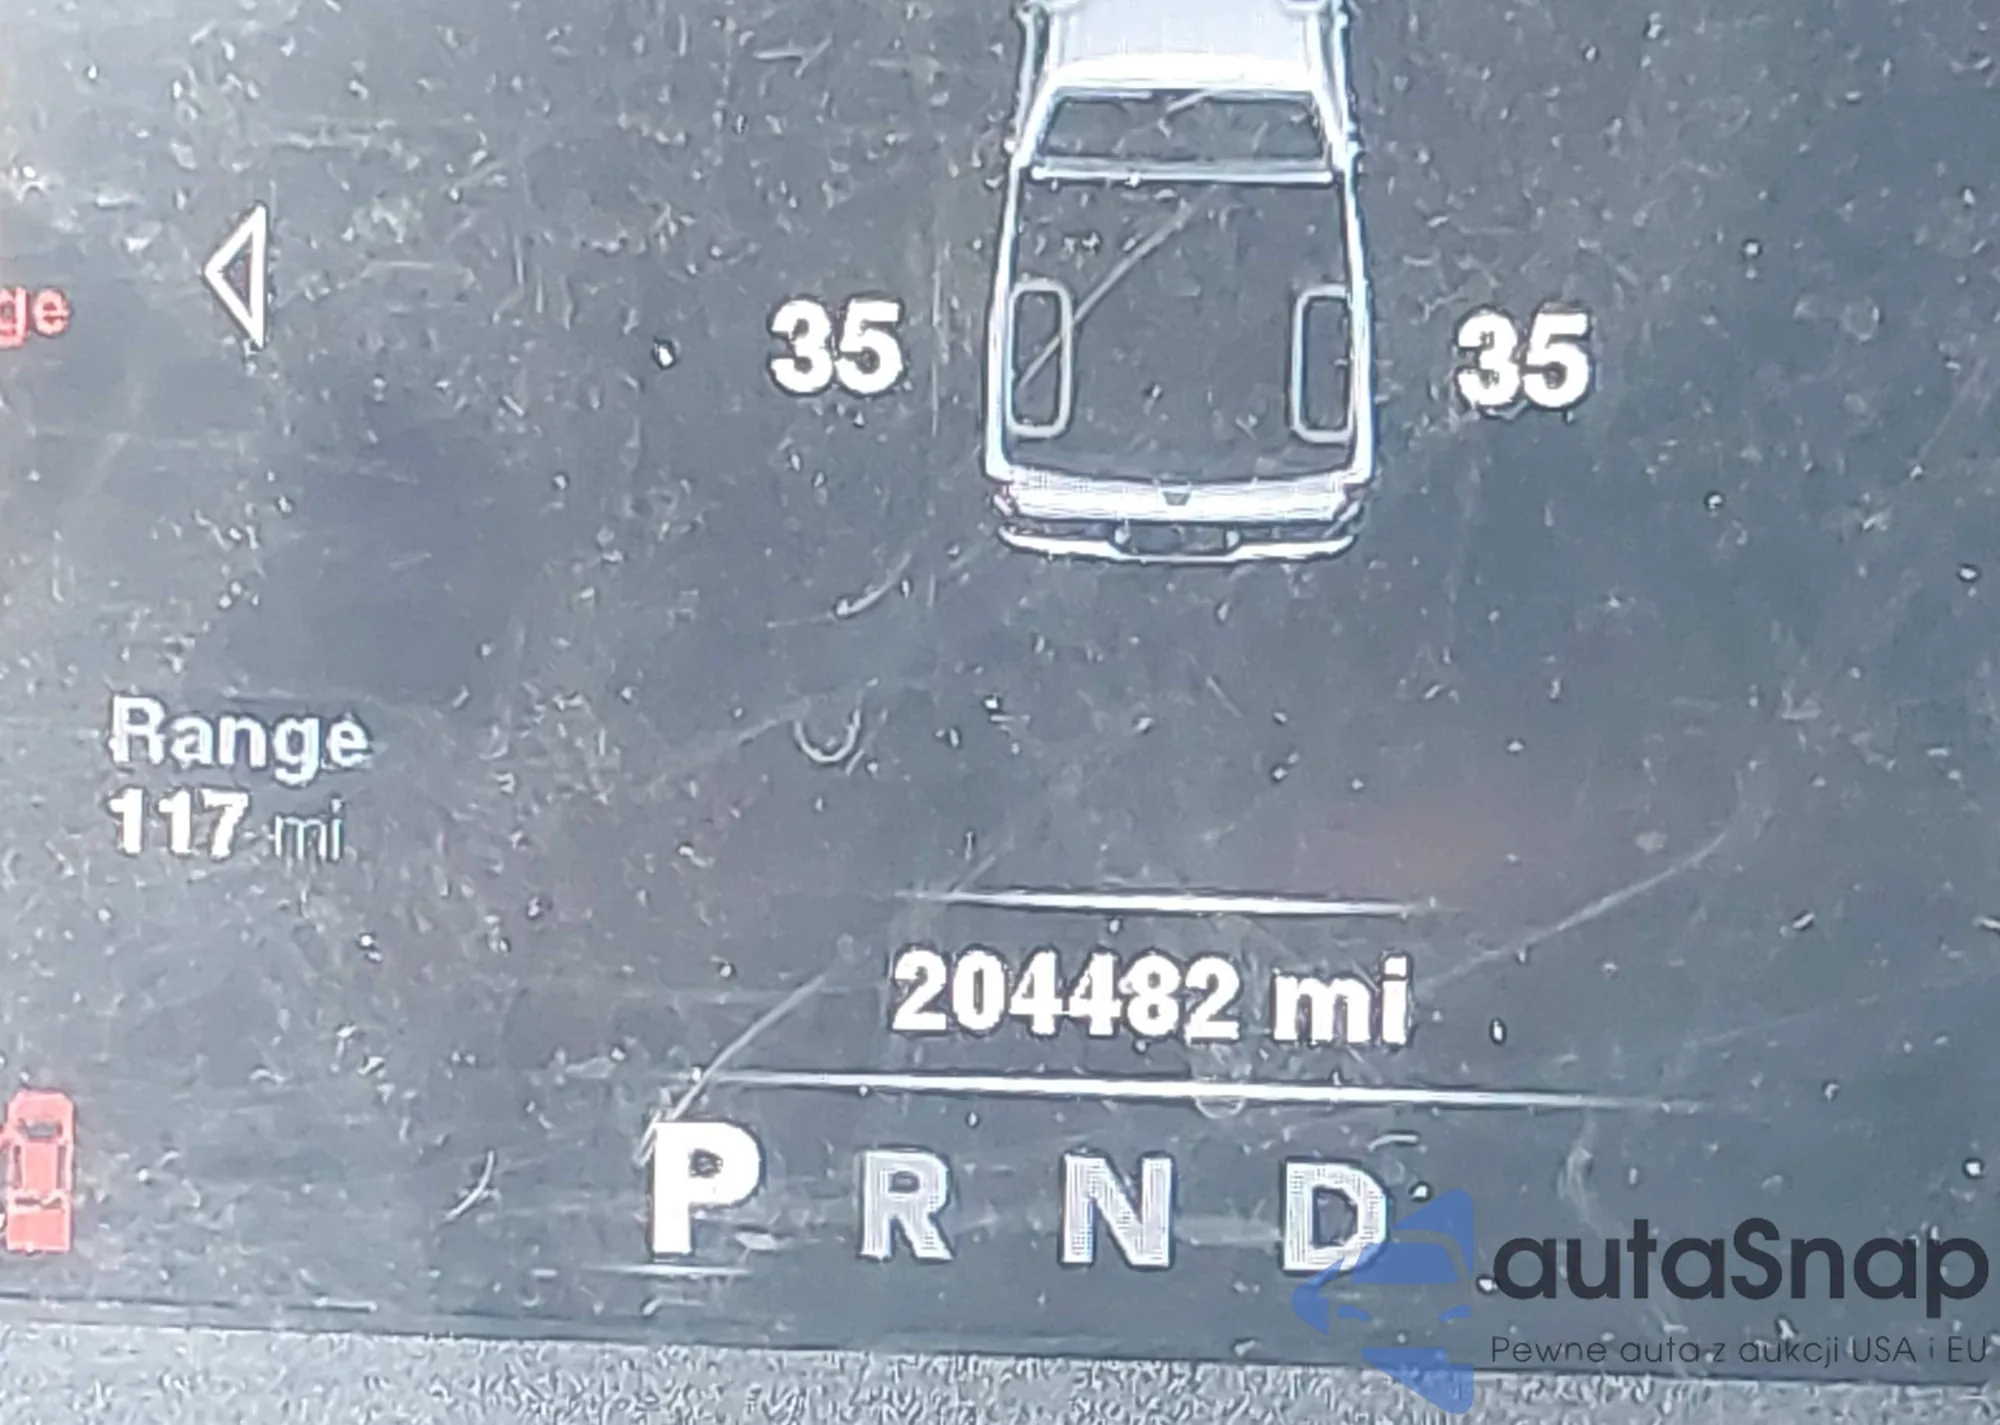 ge
35 35
Range
117 mi
204482 mi
P R N D
autaSnap
Pewne auta z aukcji USA i EU